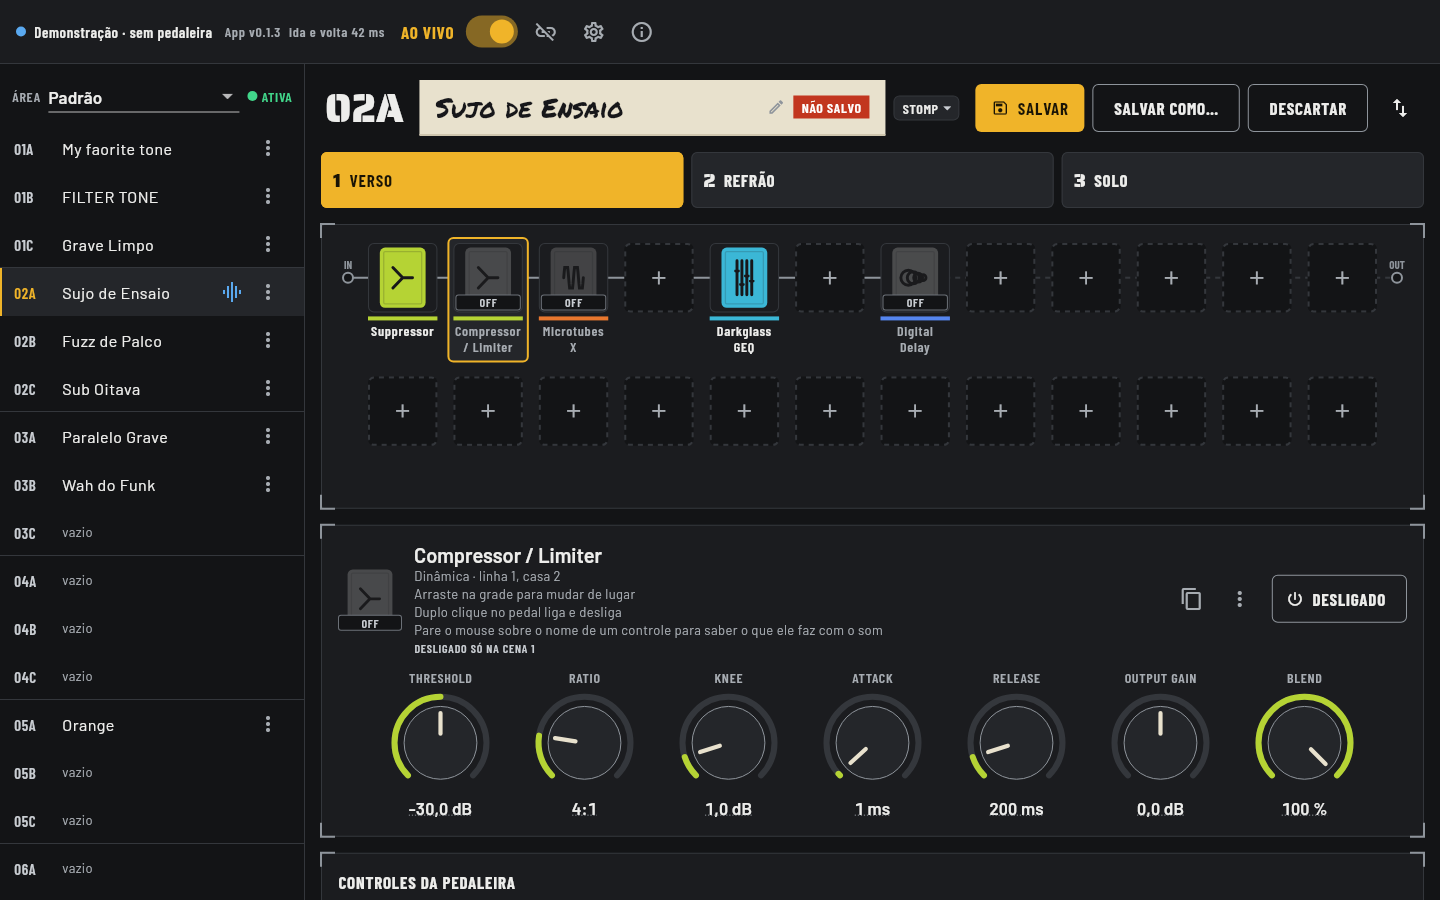 Demonstração · sem pedaleira App v0.1.3 Ida e volta 42 ms AO VIVO
ÁREA Padrão ATIVA
01A My faorite tone
01B FILTER TONE
01C Grave Limpo
02A Sujo de Ensaio
02B Fuzz de Palco
02C Sub Oitava
03A Paralelo Grave
03B Wah do Funk
03C vazio
04A vazio
04B vazio
04C vazio
05A Orange
05B vazio
05C vazio
06A vazio
02A Sujo de Ensaio NÃO SALVO STOMP SALVAR SALVAR COMO... DESCARTAR
1 VERSO 2 REFRÃO 3 SOLO
IN OUT
OFF OFF OFF
Suppressor
Compressor
/ Limiter
Microtubes
X
Darkglass
GEQ
Digital
Delay
Compressor / Limiter
Dinâmica · linha 1, casa 2
Arraste na grade para mudar de lugar
Duplo clique no pedal liga e desliga
Pare o mouse sobre o nome de um controle para saber o que ele faz com o som
DESLIGADO SÓ NA CENA 1
OFF
DESLIGADO
THRESHOLD RATIO KNEE ATTACK RELEASE OUTPUT GAIN BLEND
-30,0 dB 4:1 1,0 dB 1 ms 200 ms 0,0 dB 100 %
CONTROLES DA PEDALEIRA